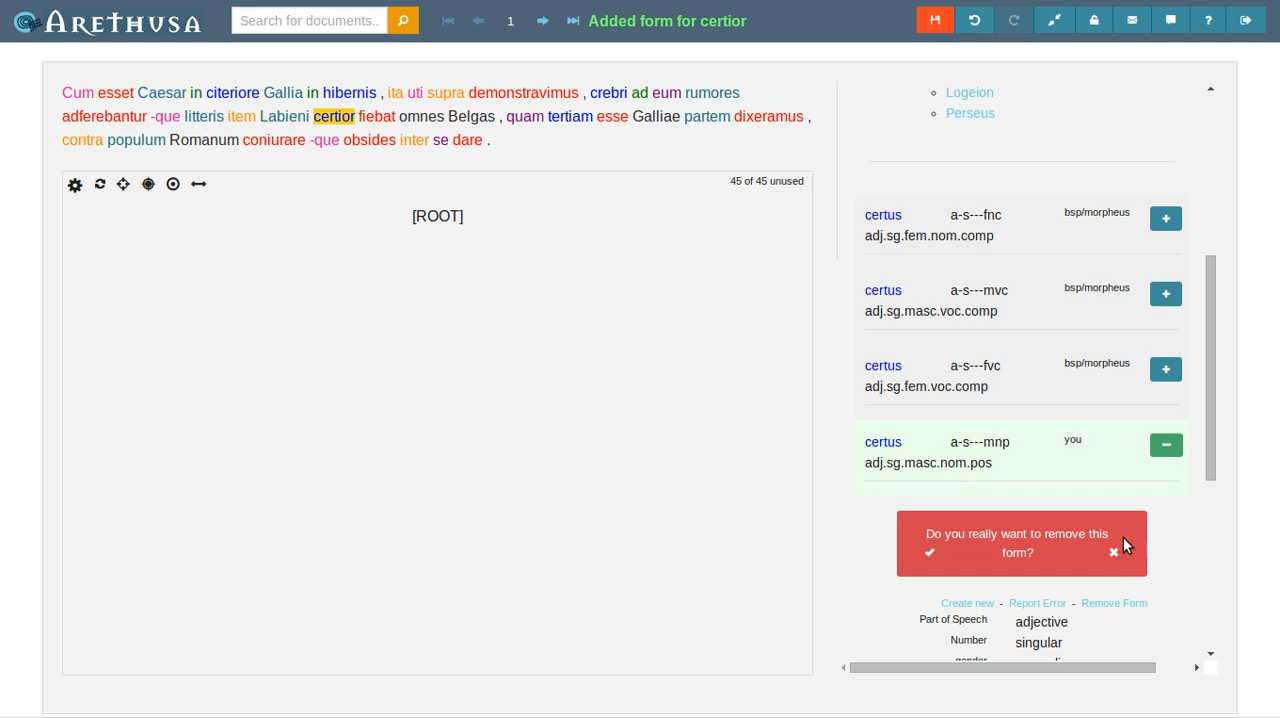 ARETHUSA
Search for documents..
1
Added form for certior
?
Cum esset Caesar in citeriore Gallia in hibernis , ita uti supra demonstravimus , crebri ad eum rumores
adferebantur -que litteris item Labieni certior fiebat omnes Belgas , quam tertiam esse Galliae partem dixeramus ,
contra populum Romanum coniurare -que obsides inter se dare .
45 of 45 unused
[ROOT]
Logeion
Perseus
certus a-s---fnc bsp/morpheus +
adj.sg.fem.nom.comp
certus a-s---mvc bsp/morpheus +
adj.sg.masc.voc.comp
certus a-s---fvc bsp/morpheus +
adj.sg.fem.voc.comp
certus a-s---mnp you −
adj.sg.masc.nom.pos
Do you really want to remove this
form?
Create new - Report Error - Remove Form
Part of Speech adjective
Number singular